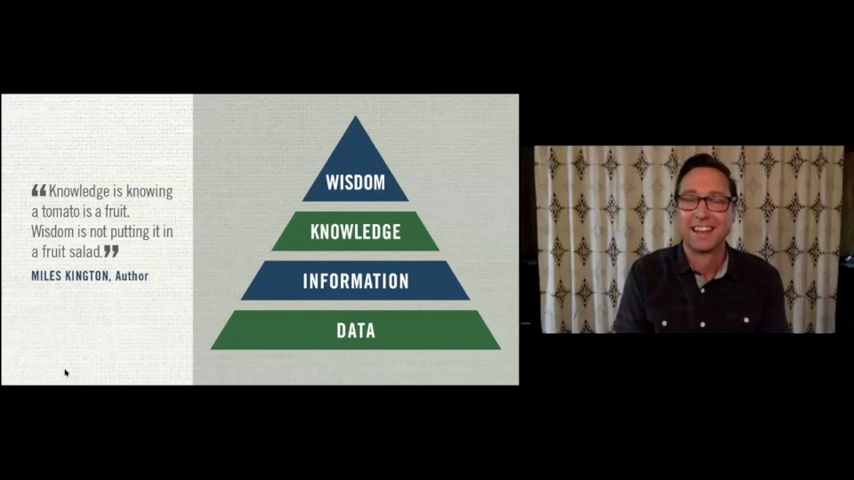 “Knowledge is knowing
a tomato is a fruit.
Wisdom is not putting it in
a fruit salad.”
MILES KINGTON, Author
WISDOM
KNOWLEDGE
INFORMATION
DATA